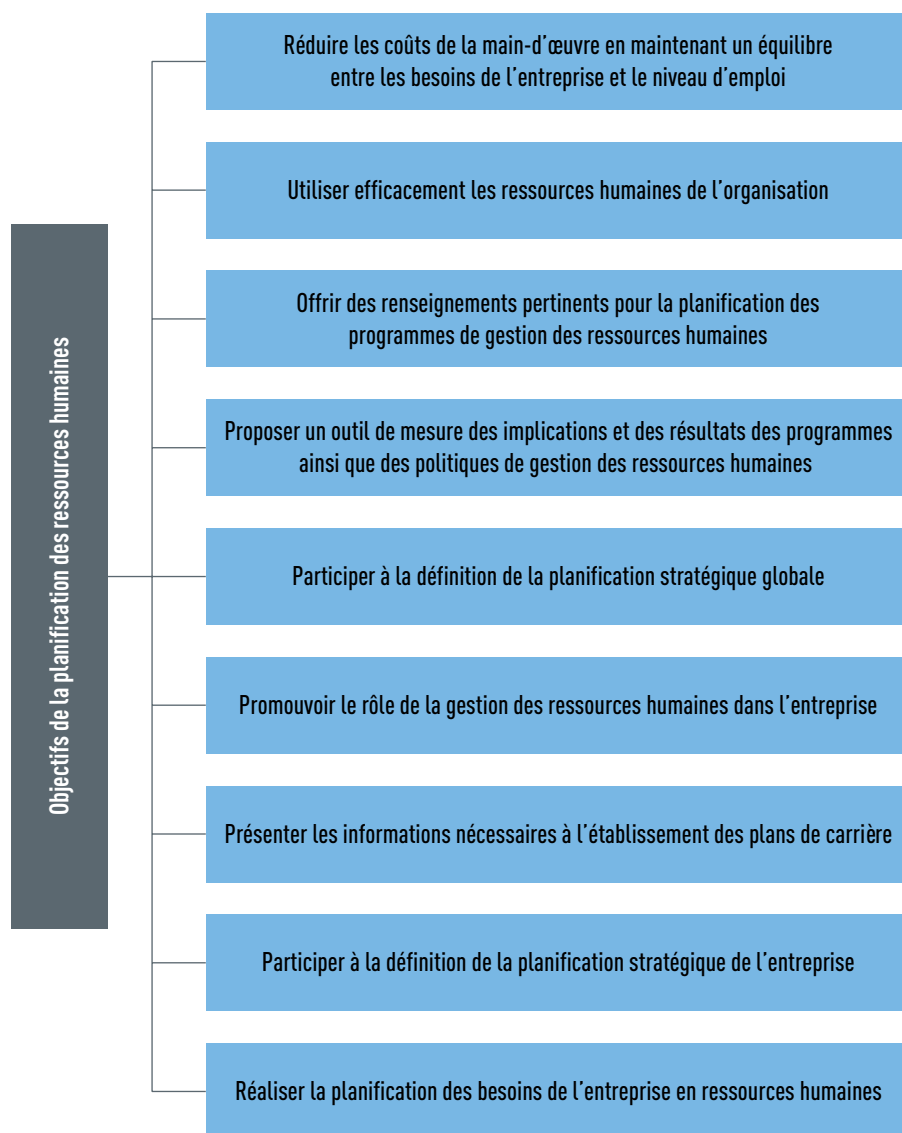 Objectifs de la planification des ressources humaines
Réduire les coûts de la main-d’œuvre en maintenant un équilibre
entre les besoins de l’entreprise et le niveau d’emploi
Utiliser efficacement les ressources humaines de l’organisation
Offrir des renseignements pertinents pour la planification des
programmes de gestion des ressources humaines
Proposer un outil de mesure des implications et des résultats des programmes
ainsi que des politiques de gestion des ressources humaines
Participer à la définition de la planification stratégique globale
Promouvoir le rôle de la gestion des ressources humaines dans l’entreprise
Présenter les informations nécessaires à l’établissement des plans de carrière
Participer à la définition de la planification stratégique de l’entreprise
Réaliser la planification des besoins de l’entreprise en ressources humaines